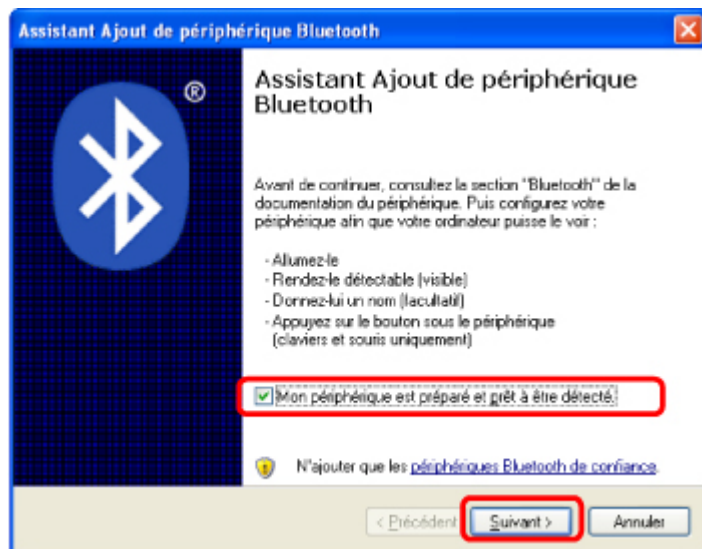 Assistant Ajout de périphérique Bluetooth
®
Assistant Ajout de périphérique
Bluetooth
Avant de continuer, consultez la section "Bluetooth" de la
documentation du périphérique. Puis configurez votre
périphérique afin que votre ordinateur puisse le voir :
- Allumez-le
- Rendez-le détectable (visible)
- Donnez-lui un nom (facultatif)
- Appuyez sur le bouton sous le périphérique
(claviers et souris uniquement)
Mon périphérique est préparé et prêt à être détecté.
N'ajouter que les périphériques Bluetooth de confiance.
< Précédent
Suivant >
Annuler